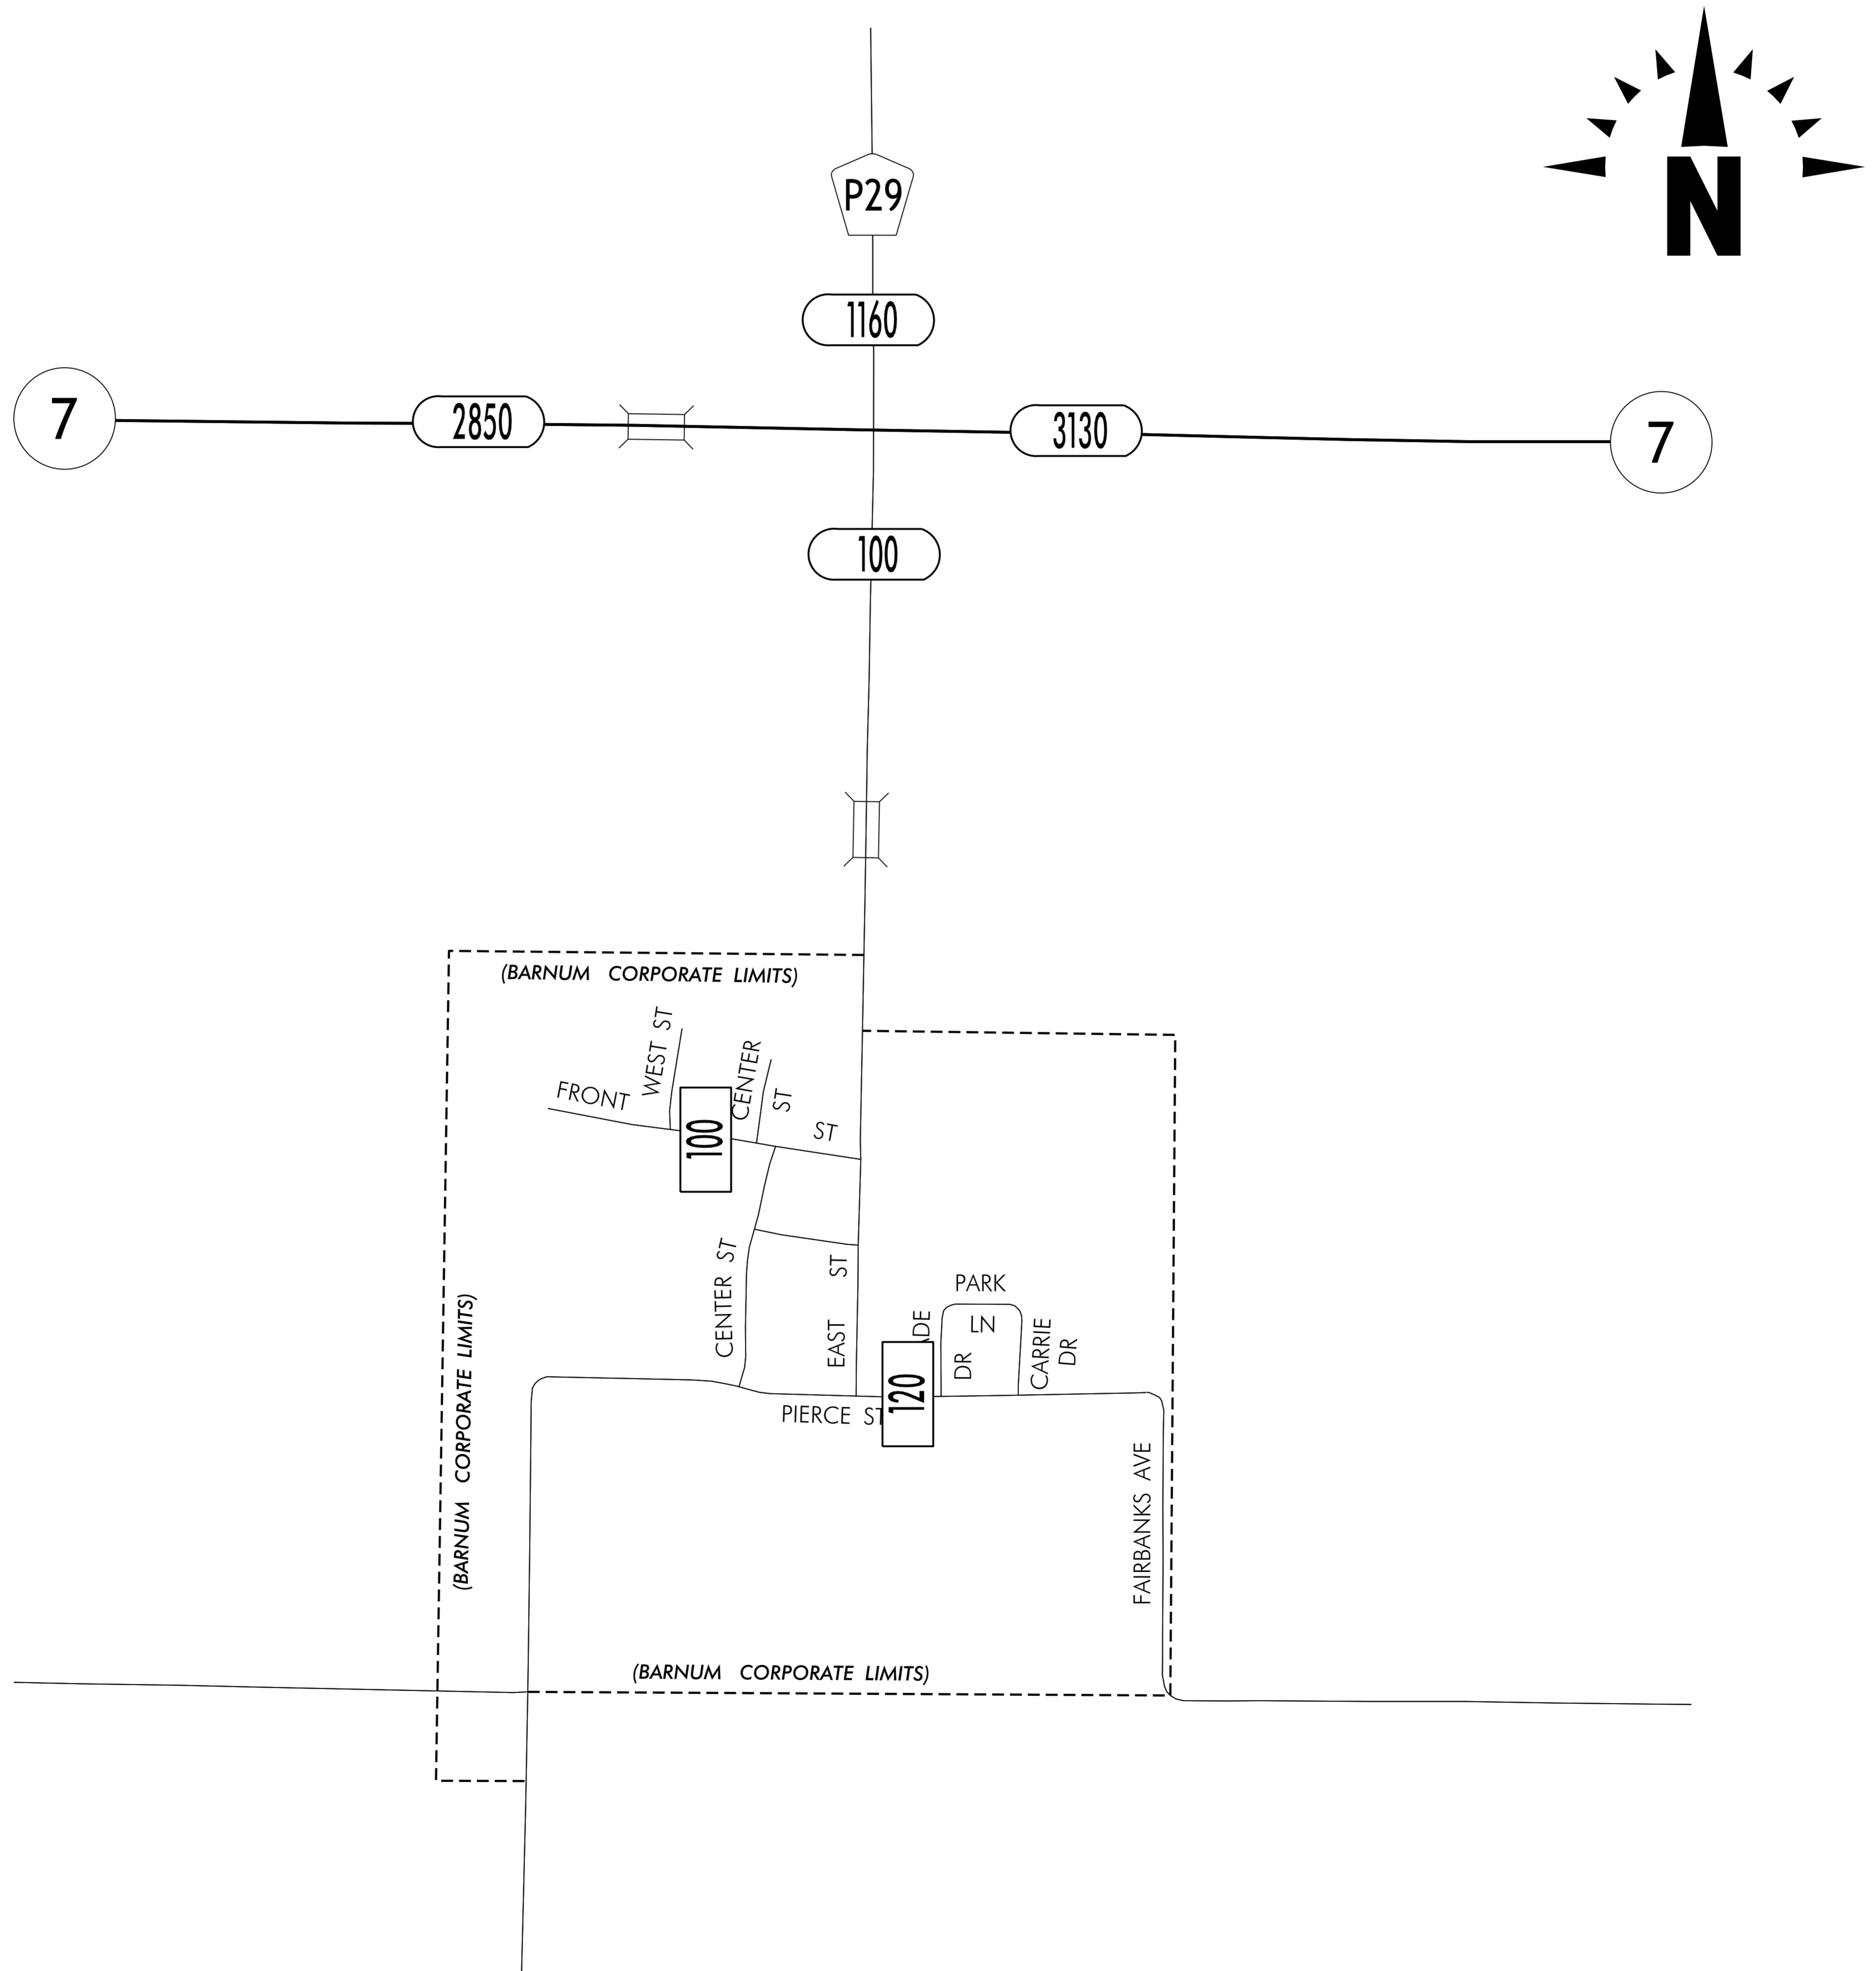 N
P29
1160
7
2850
3130
7
100
(BARNUM CORPORATE LIMITS)
WEST ST
CENTER
ST
FRONT
ST
100
CENTER ST
EAST ST
PARK
LN
DR
CARRIE
DR
120
PIERCE ST
FAIRBANKS AVE
(BARNUM CORPORATE LIMITS)
(BARNUM CORPORATE LIMITS)